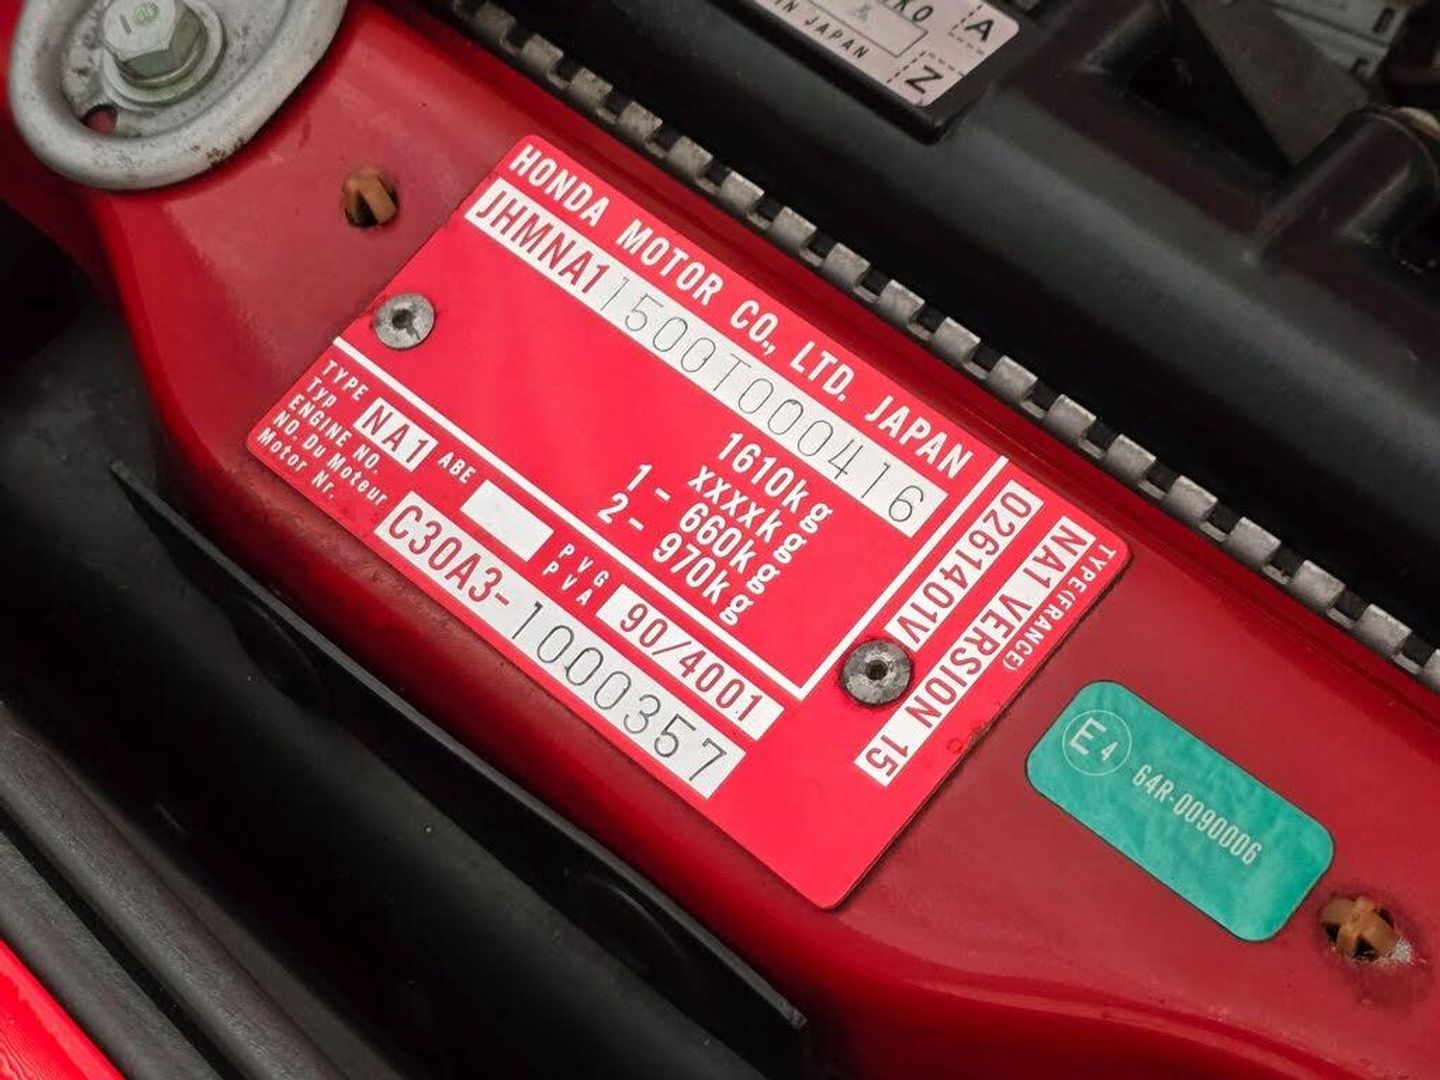 HONDA MOTOR CO., LTD. JAPAN
JHMNA11500T000416
1610kg
xxxxkg
1- 660kg
2- 970kg
TYPE
Typ
NA1
ABE
PVG
PVA
90/4001
ENGINE NO.
NO. Du Moteur
Motor Nr.
C30A3-1000357
TYPE(FRANCE)
NA1 VERSION 15
0261401V
E4
64R-0090006
IN JAPAN
A
Z